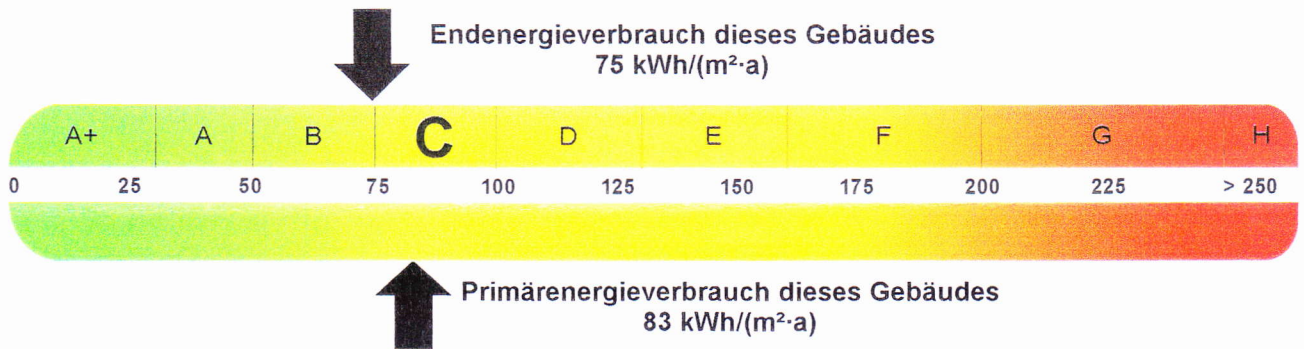 Endenergieverbrauch dieses Gebäudes
75 kWh/(m²·a)
A+ A B C D E F G H
0 25 50 75 100 125 150 175 200 225 > 250
Primärenergieverbrauch dieses Gebäudes
83 kWh/(m²·a)